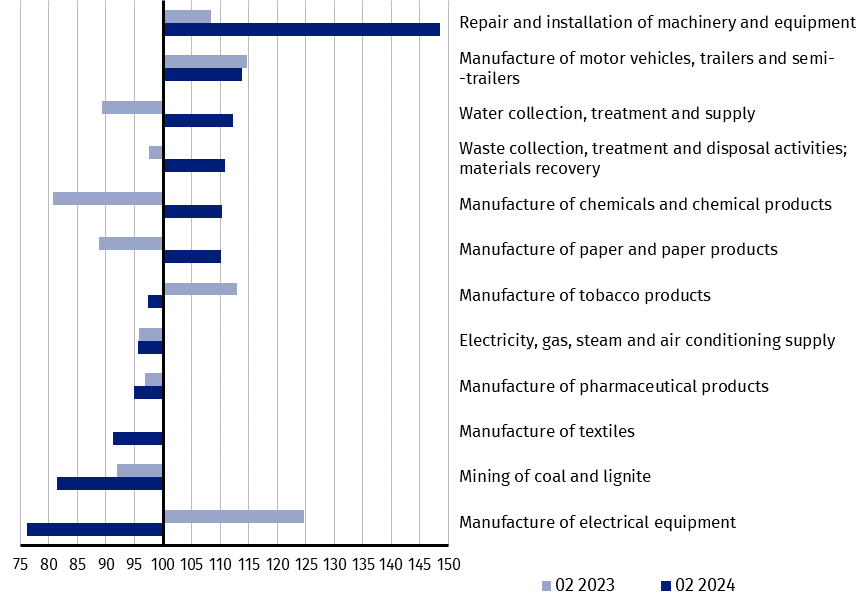 Repair and installation of machinery and equipment
Manufacture of motor vehicles, trailers and semi-
-trailers
Water collection, treatment and supply
Waste collection, treatment and disposal activities;
materials recovery
Manufacture of chemicals and chemical products
Manufacture of paper and paper products
Manufacture of tobacco products
Electricity, gas, steam and air conditioning supply
Manufacture of pharmaceutical products
Manufacture of textiles
Mining of coal and lignite
Manufacture of electrical equipment
75 80 85 90 95 100 105 110 115 120 125 130 135 140 145 150
02 2023 02 2024